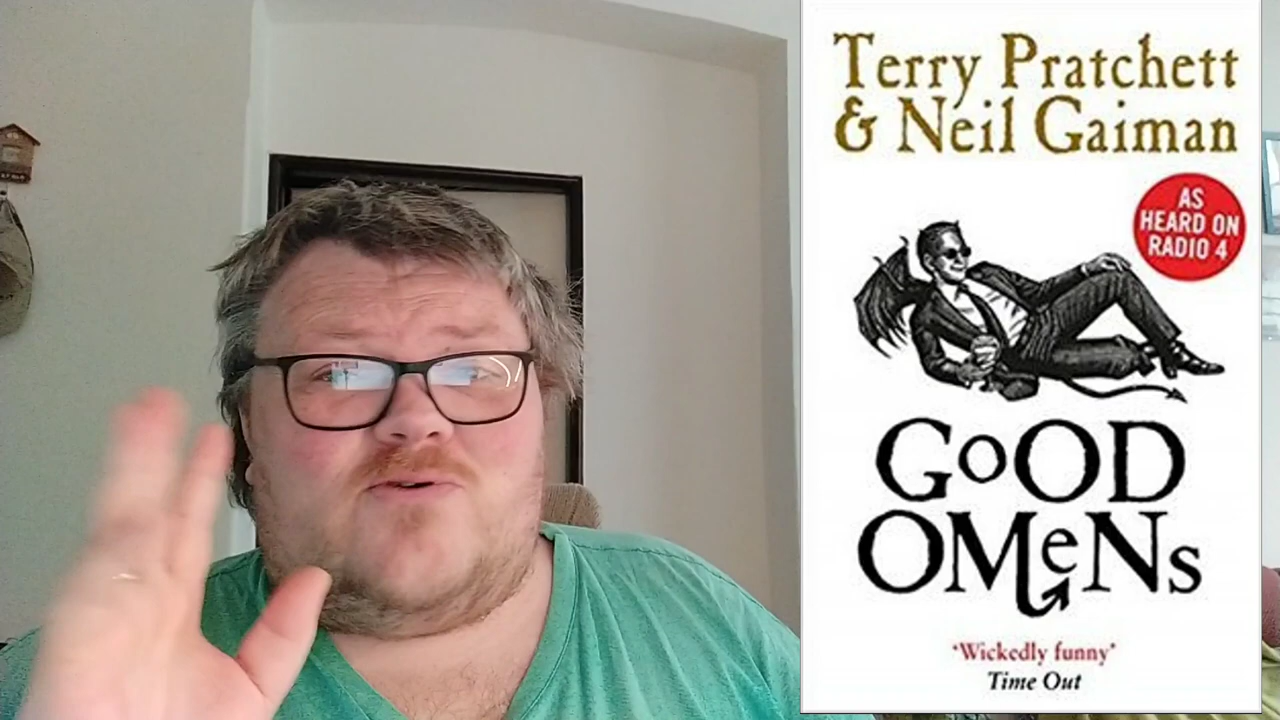 Terry Pratchett
& Neil Gaiman
AS
HEARD ON
RADIO 4
GOOD
OMeNs
'Wickedly funny'
Time Out